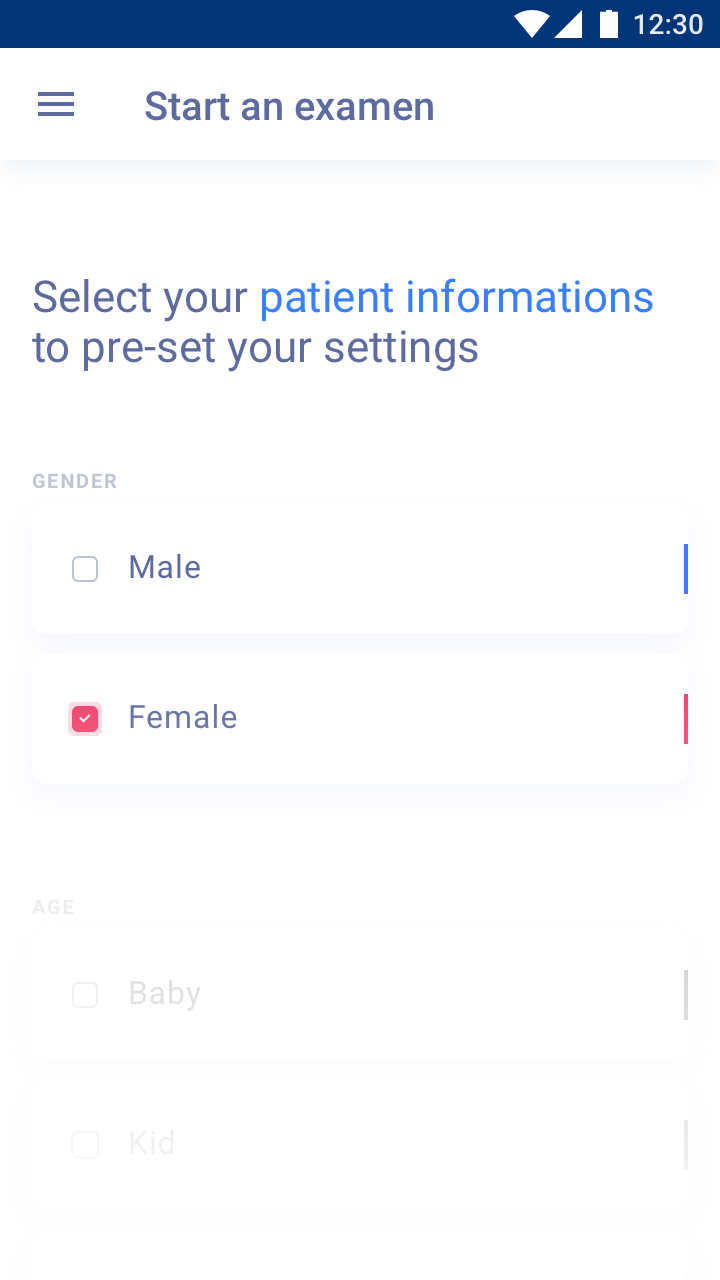 12:30
Start an examen
Select your patient informations
to pre-set your settings
GENDER
Male
Female
AGE
Baby
Kid